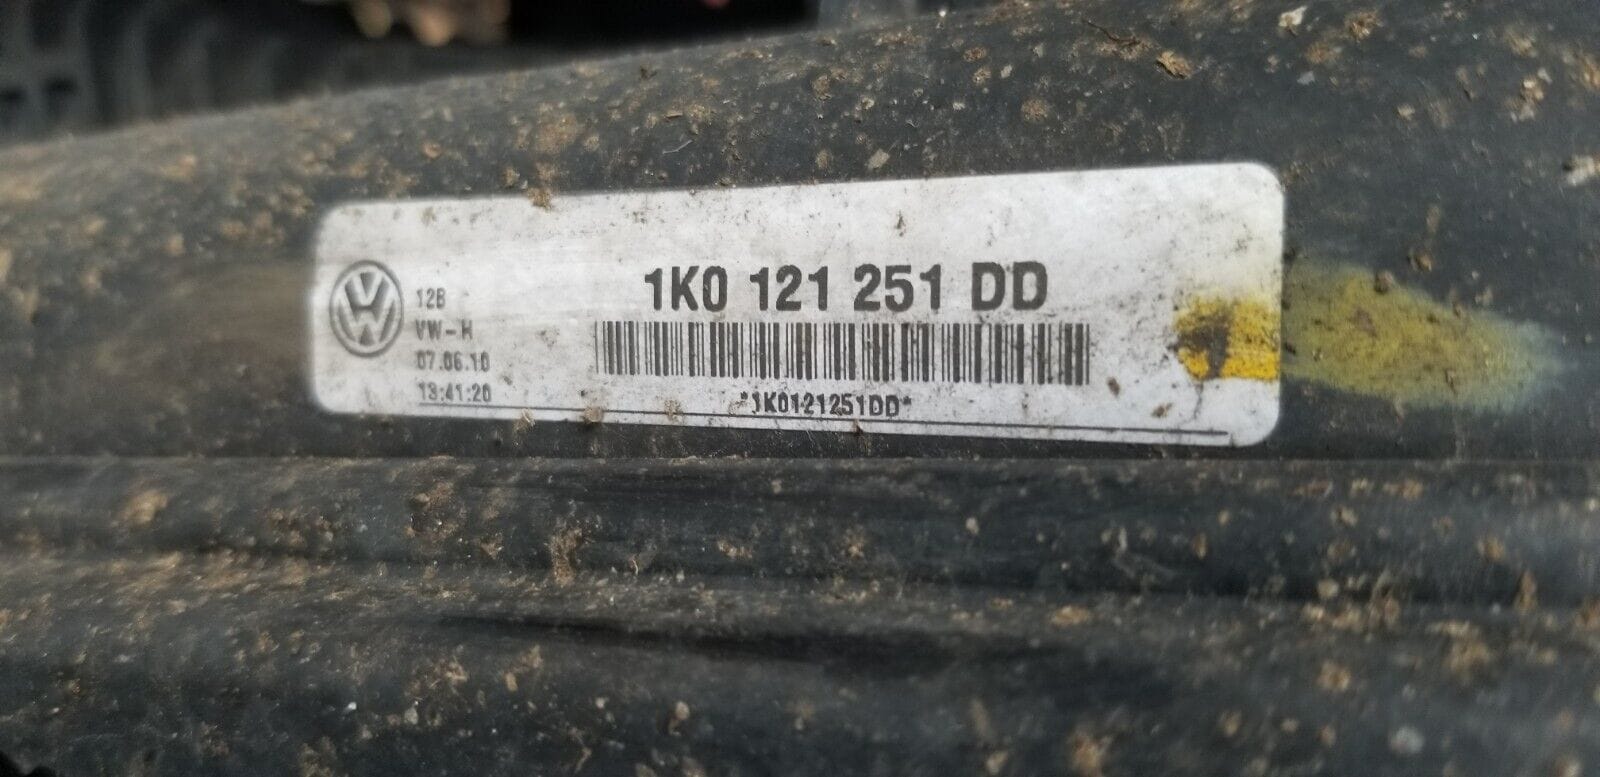 1K0 121 251 DD
12B
VW-H
07.06.10
13:41:20
*1K0121251DD*